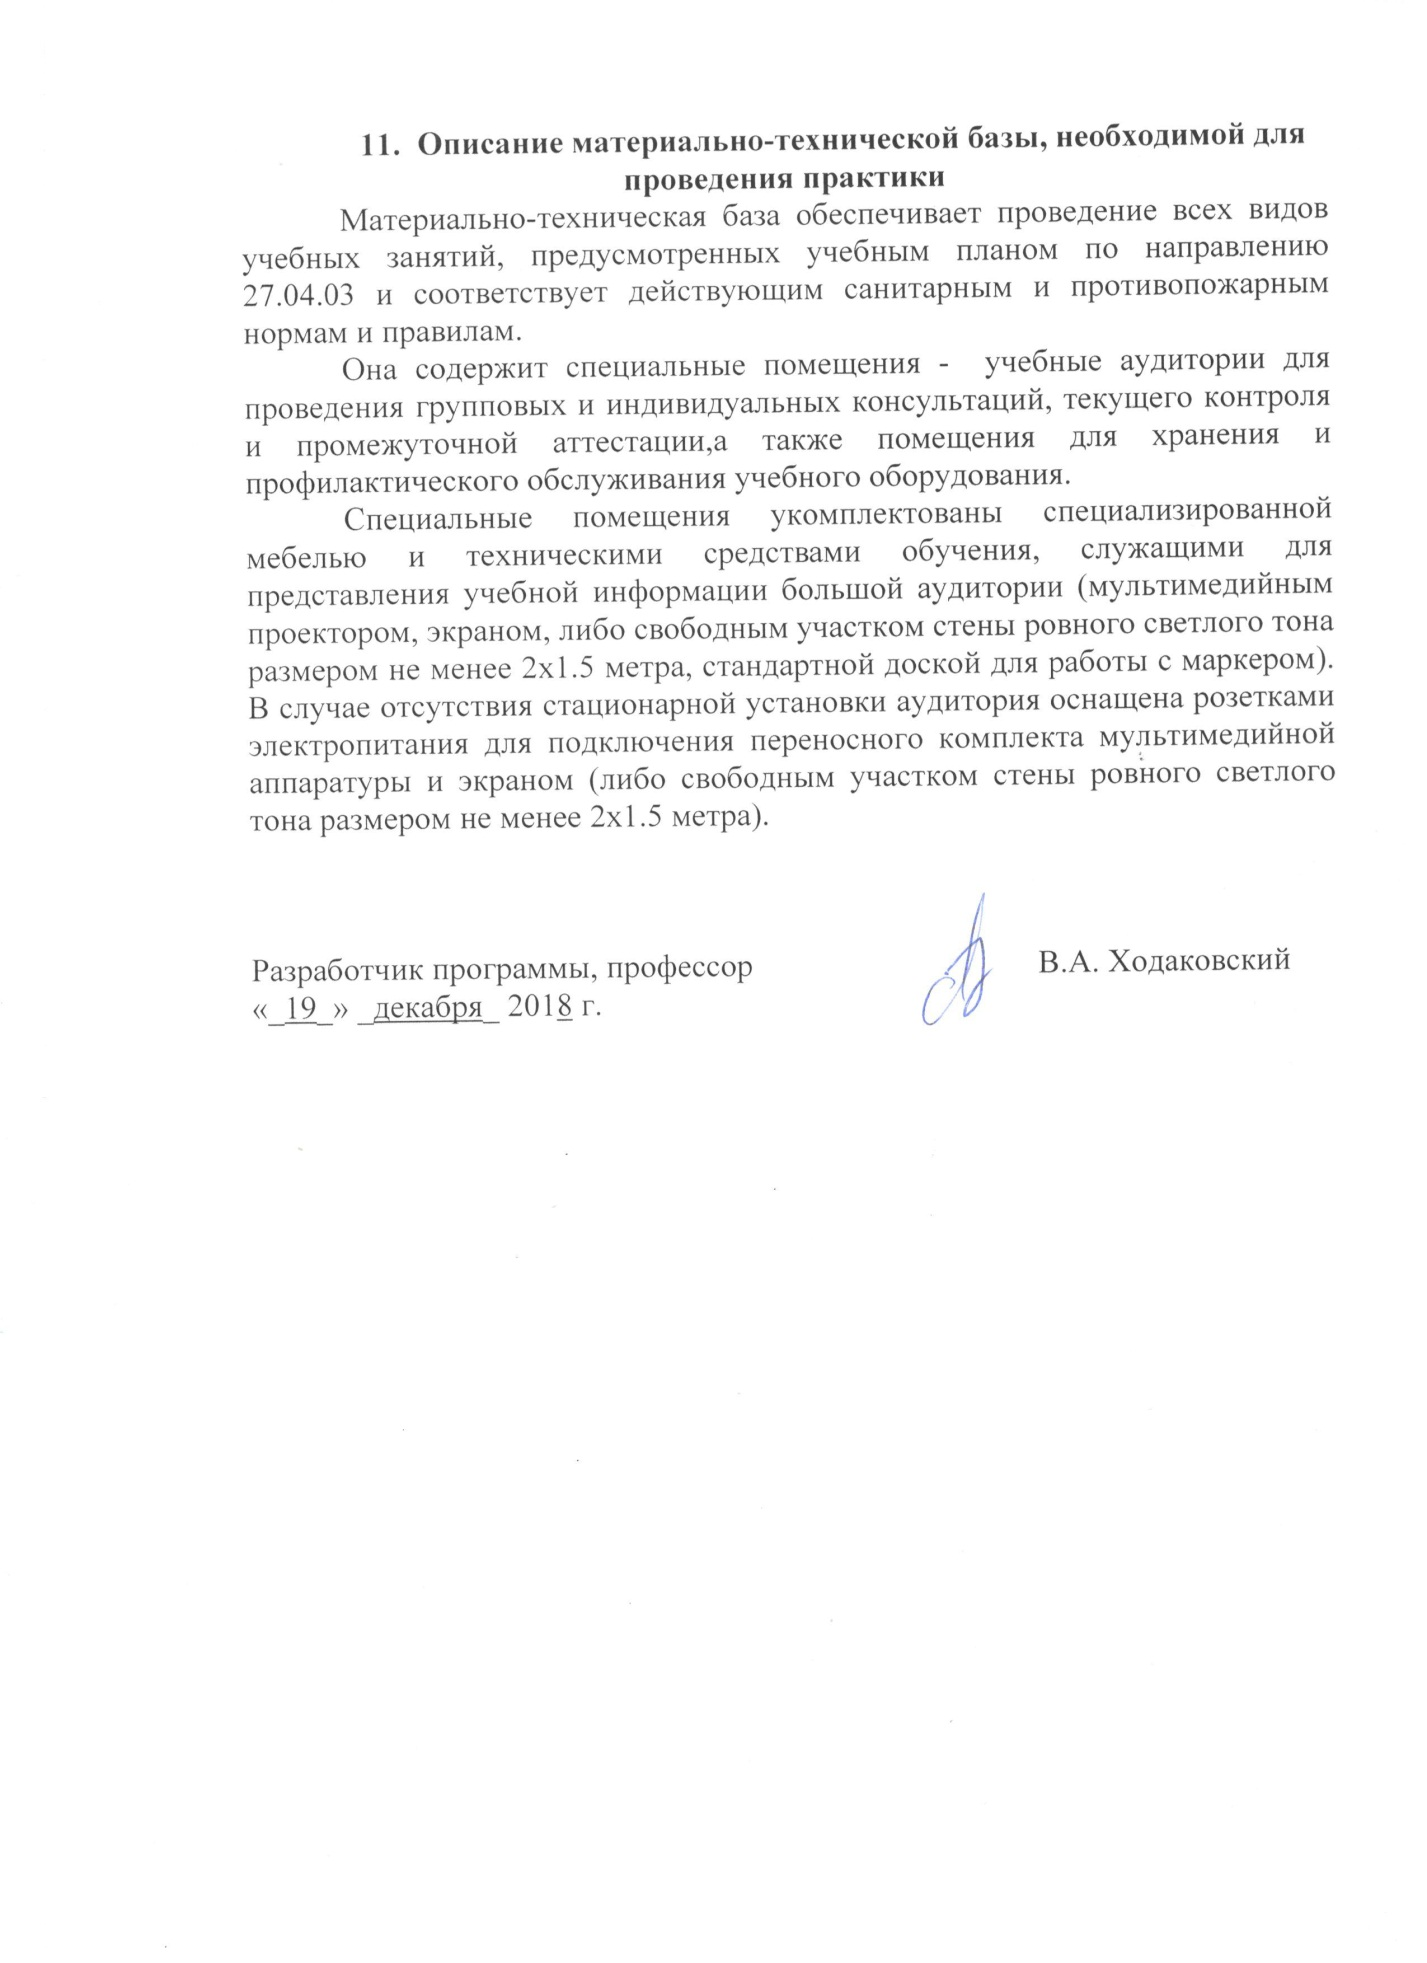 11. Описание материально-технической базы, необходимой для
проведения практики
Материально-техническая база обеспечивает проведение всех видов
учебных занятий, предусмотренных учебным планом по направлению
27.04.03 и соответствует действующим санитарным и противопожарным
нормам и правилам.
Она содержит специальные помещения - учебные аудитории для
проведения групповых и индивидуальных консультаций, текущего контроля
и промежуточной аттестации,а также помещения для хранения и
профилактического обслуживания учебного оборудования.
Специальные помещения укомплектованы специализированной
мебелью и техническими средствами обучения, служащими для
представления учебной информации большой аудитории (мультимедийным
проектором, экраном, либо свободным участком стены ровного светлого тона
размером не менее 2х1.5 метра, стандартной доской для работы с маркером).
В случае отсутствия стационарной установки аудитория оснащена розетками
электропитания для подключения переносного комплекта мультимедийной
аппаратуры и экраном (либо свободным участком стены ровного светлого
тона размером не менее 2х1.5 метра).
Разработчик программы, профессор В.А. Ходаковский
«_19_» _декабря_ 2018 г.